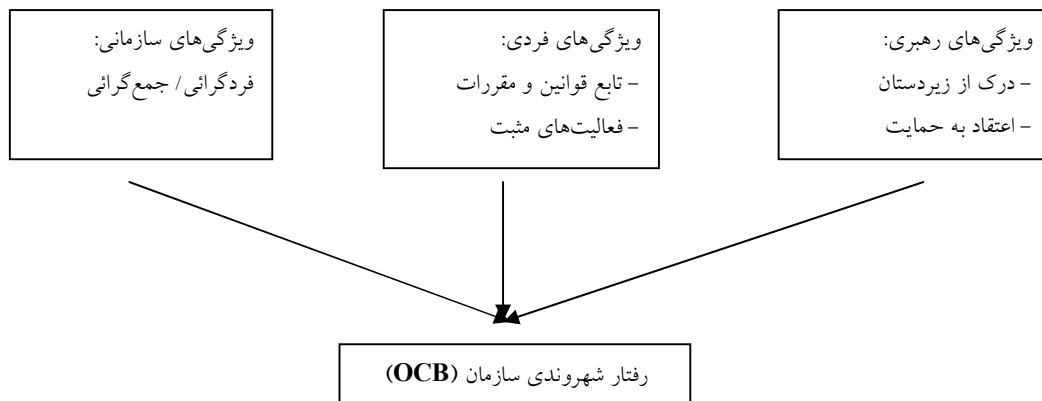 ویژگی‌های رهبری:
- درک از زیردستان
- اعتقاد به حمایت
ویژگی‌های فردی:
- تابع قوانین و مقررات
- فعالیت‌های مثبت
ویژگی‌های سازمانی:
فردگرائی/ جمع‌گرائی
رفتار شهروندی سازمان (OCB)